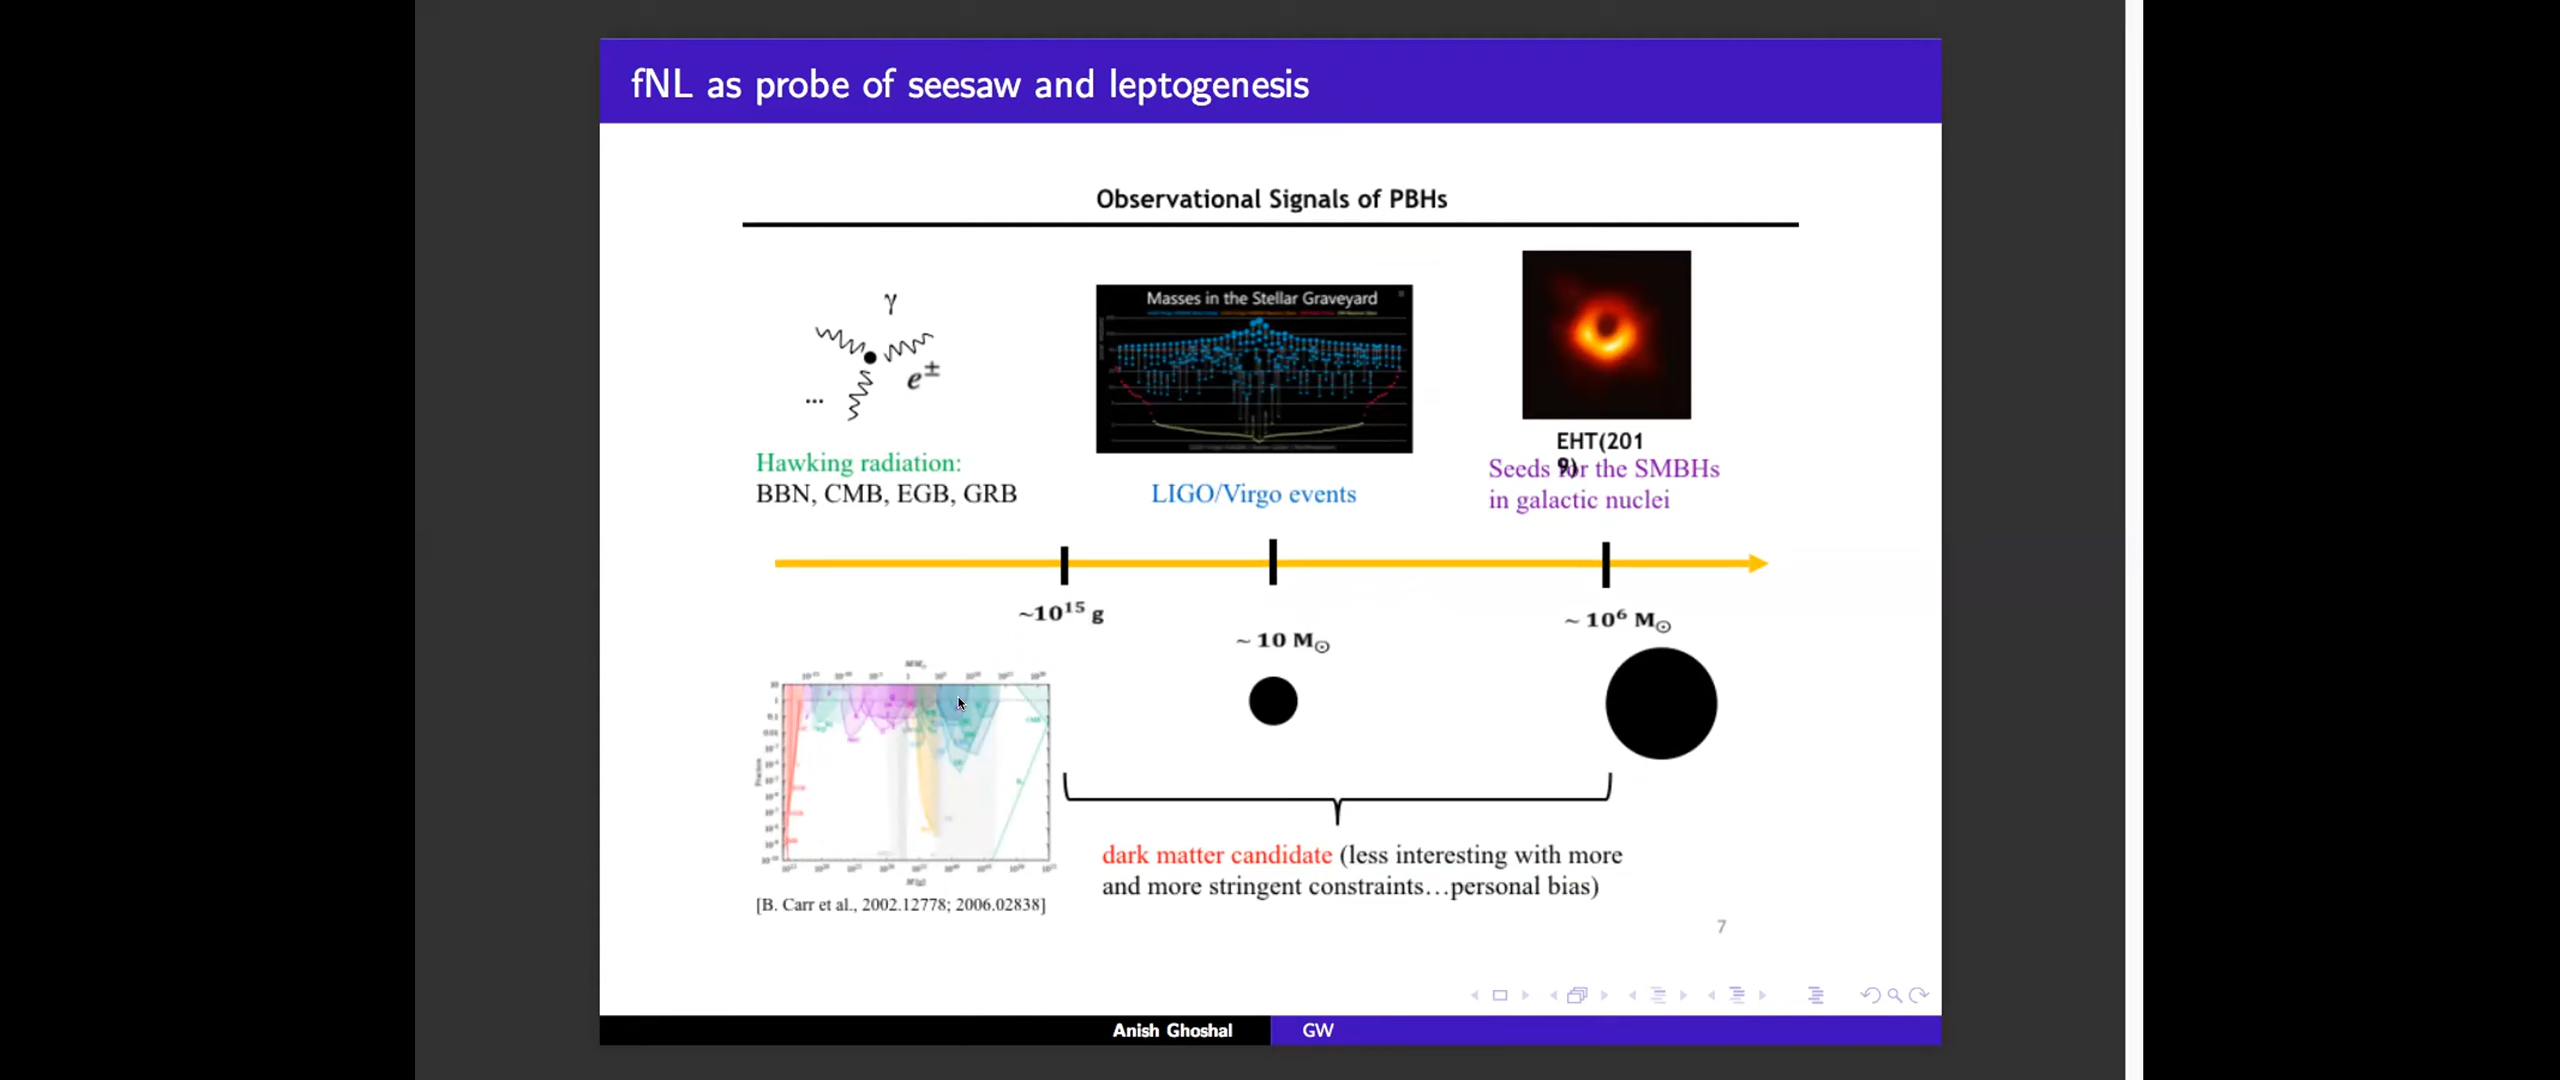 fNL as probe of seesaw and leptogenesis
Observational Signals of PBHs
γ
e±
...
Hawking radiation:
BBN, CMB, EGB, GRB
Masses in the Stellar Graveyard
LIGO/Virgo events
EHT(201
9)
Seeds for the SMBHs
in galactic nuclei
~10¹⁵ g
~ 10 M⊙
~ 10⁶ M⊙
[B. Carr et al., 2002.12778; 2006.02838]
dark matter candidate (less interesting with more
and more stringent constraints…personal bias)
7
Anish Ghoshal
GW